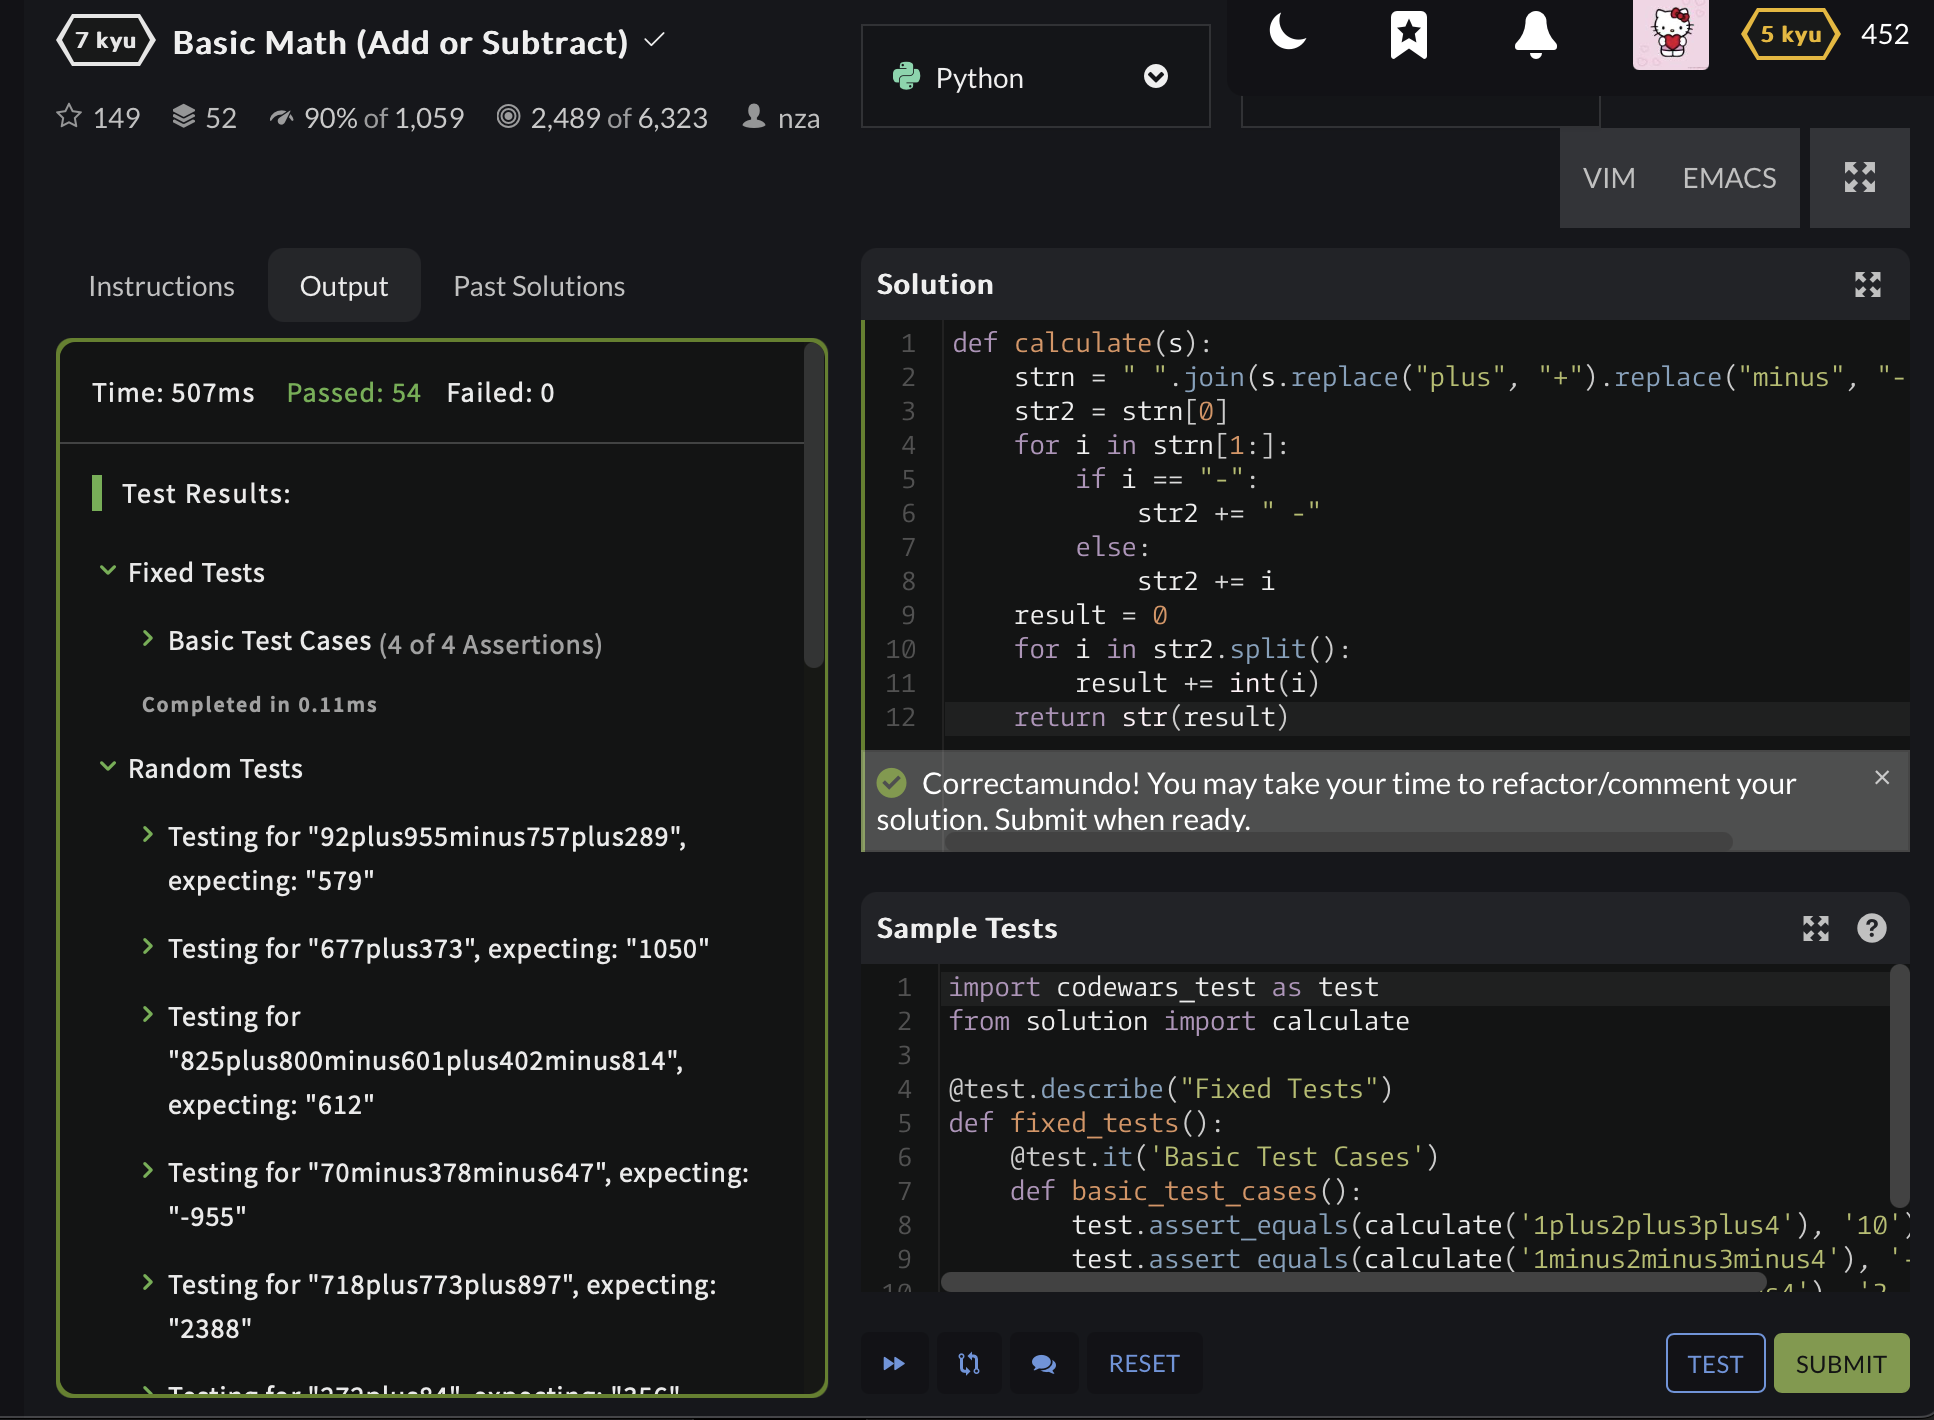 7 kyu Basic Math (Add or Subtract)
149 52 90% of 1,059 2,489 of 6,323 nza
Python
5 kyu 452
VIM EMACS
Instructions Output Past Solutions
Time: 507ms Passed: 54 Failed: 0
Test Results:
Fixed Tests
Basic Test Cases (4 of 4 Assertions)
Completed in 0.11ms
Random Tests
Testing for "92plus955minus757plus289",
expecting: "579"
Testing for "677plus373", expecting: "1050"
Testing for
"825plus800minus601plus402minus814",
expecting: "612"
Testing for "70minus378minus647", expecting:
"-955"
Testing for "718plus773plus897", expecting:
"2388"
Testing for "272plus84", expecting: "356"
Solution
1 def calculate(s):
2 strn = " ".join(s.replace("plus", "+").replace("minus", "-
3 str2 = strn[0]
4 for i in strn[1:]:
5 if i == "-":
6 str2 += " -"
7 else:
8 str2 += i
9 result = 0
10 for i in str2.split():
11 result += int(i)
12 return str(result)
Correctamundo! You may take your time to refactor/comment your
solution. Submit when ready.
Sample Tests
1 import codewars_test as test
2 from solution import calculate
3
4 @test.describe("Fixed Tests")
5 def fixed_tests():
6 @test.it('Basic Test Cases')
7 def basic_test_cases():
8 test.assert_equals(calculate('1plus2plus3plus4'), '10')
9 test.assert_equals(calculate('1minus2minus3minus4'), '-
10 s4'), '2
RESET
TEST SUBMIT